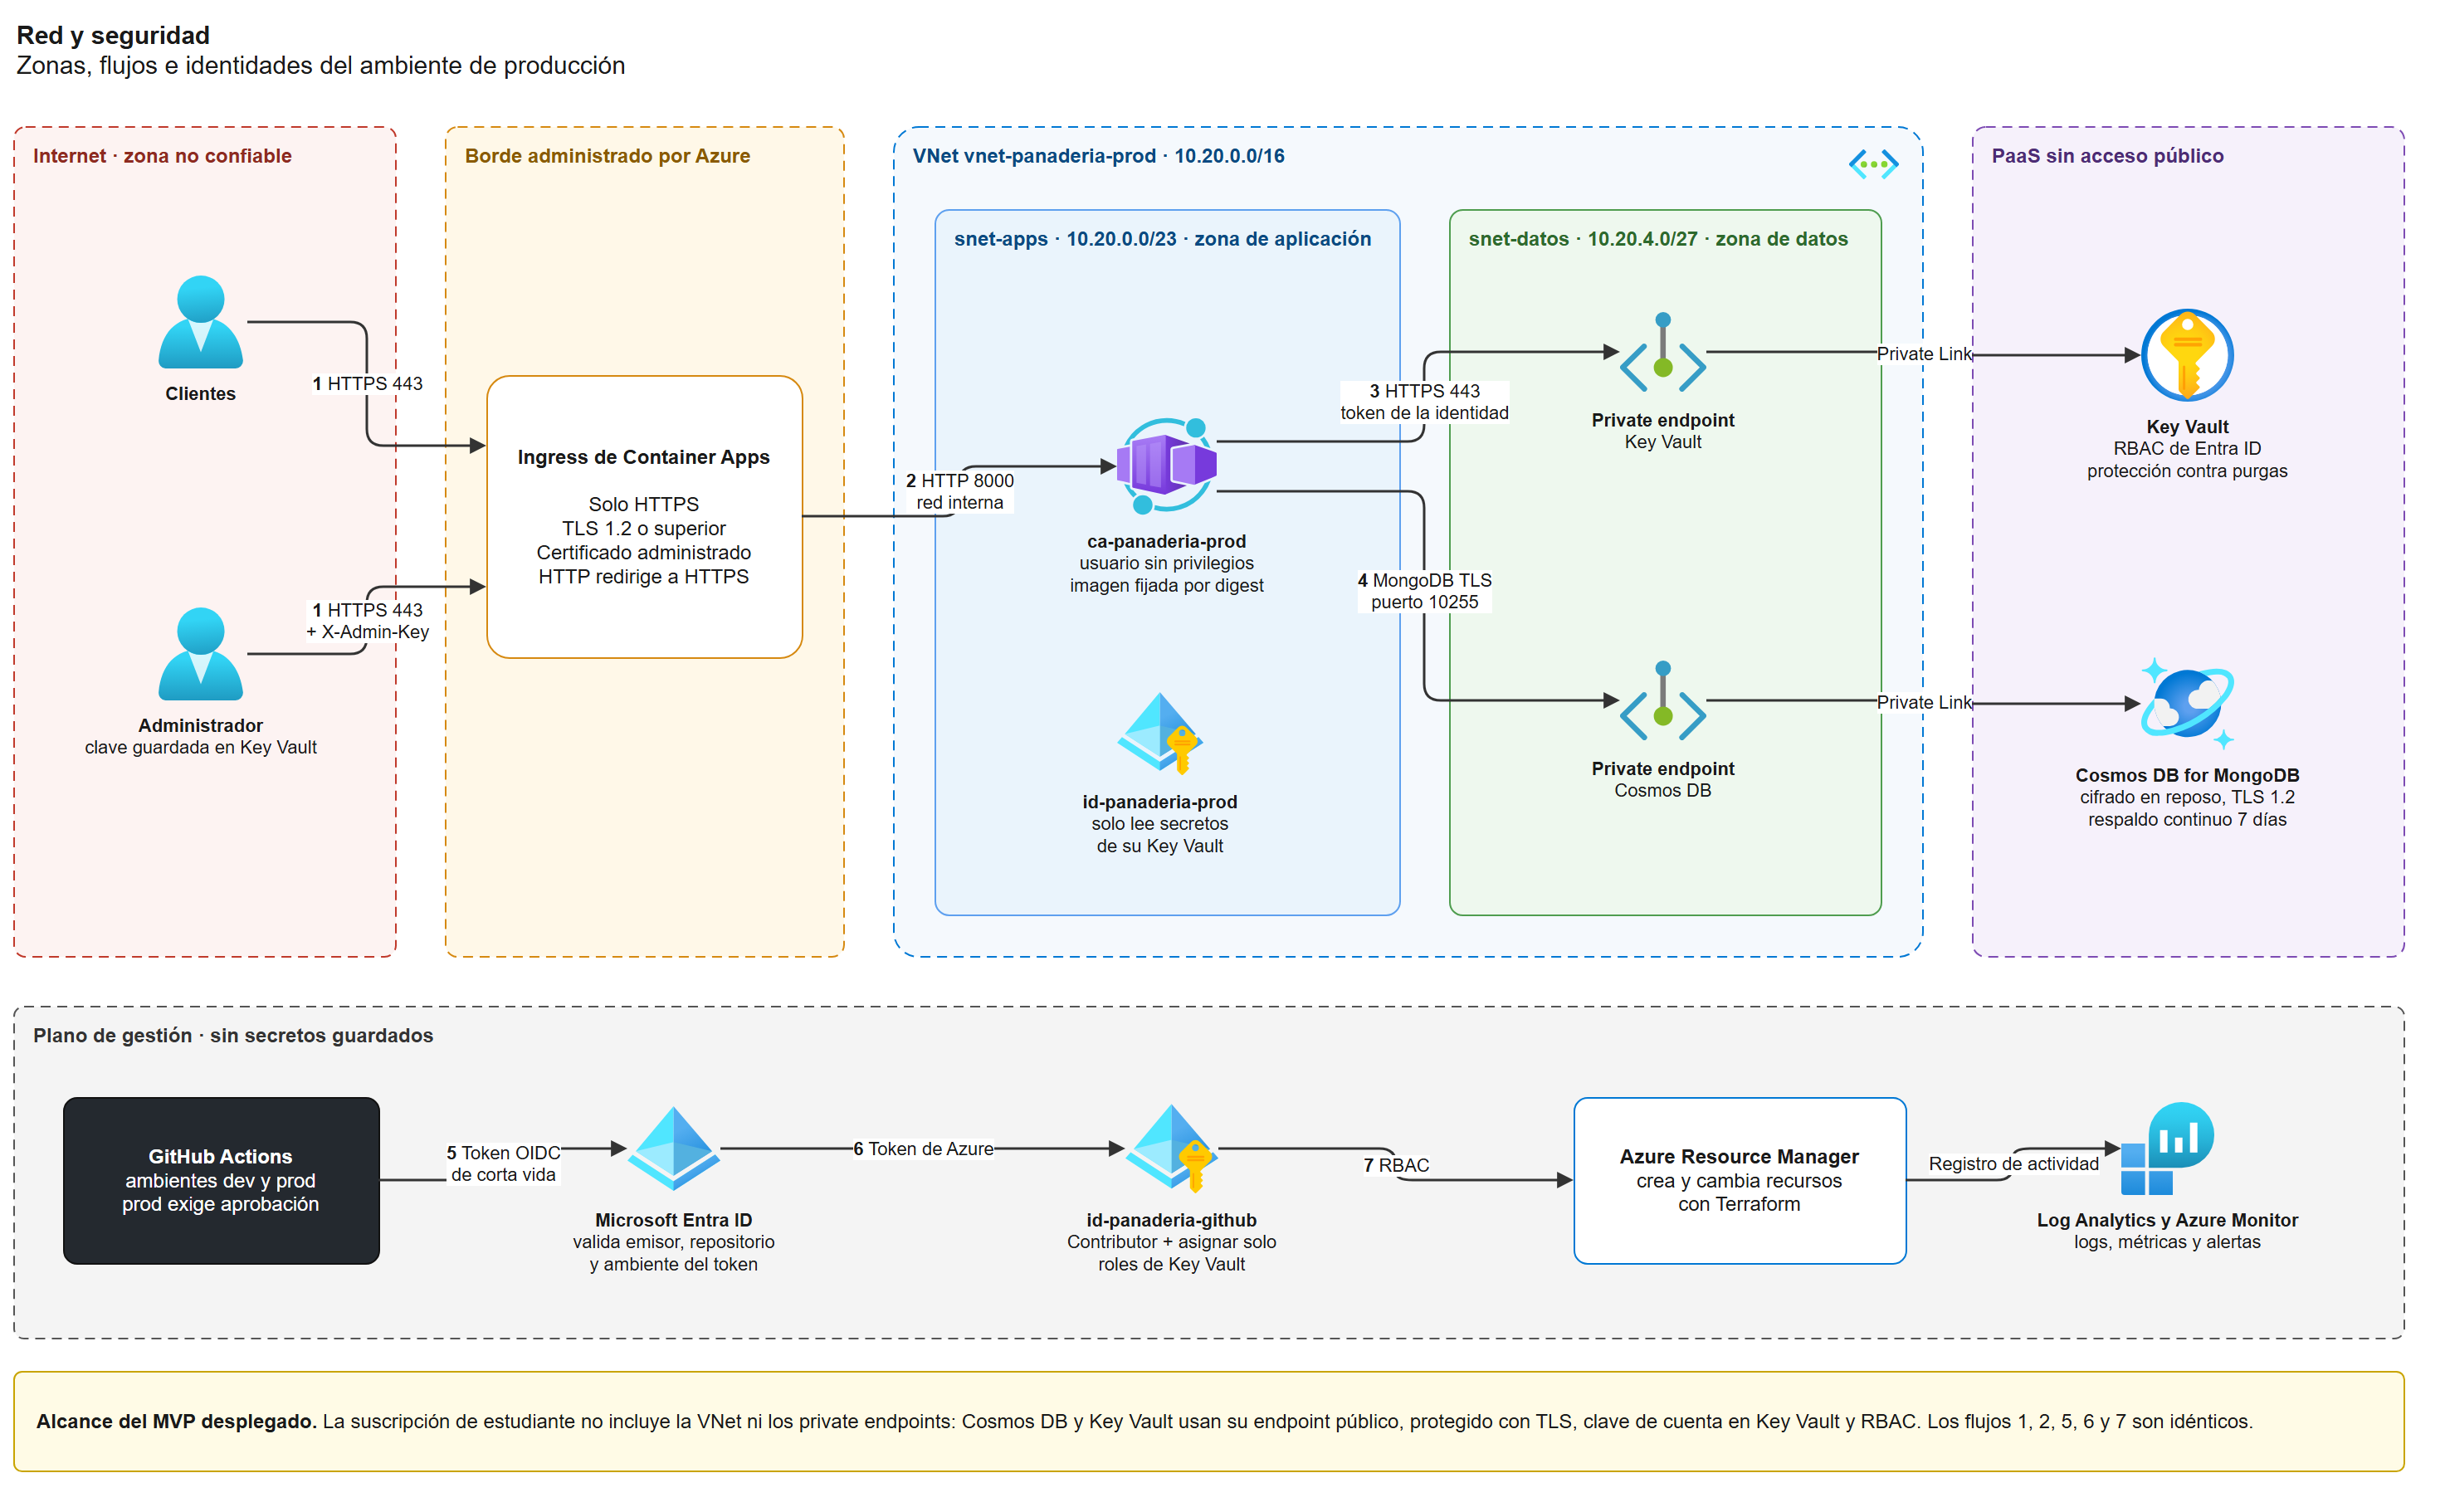 Red y seguridad
Zonas, flujos e identidades del ambiente de producción
Internet · zona no confiable
Clientes
1 HTTPS 443
1 HTTPS 443
+ X-Admin-Key
Administrador
clave guardada en Key Vault
Borde administrado por Azure
Ingress de Container Apps
Solo HTTPS
TLS 1.2 o superior
Certificado administrado
HTTP redirige a HTTPS
VNet vnet-panaderia-prod · 10.20.0.0/16
snet-apps · 10.20.0.0/23 · zona de aplicación
2 HTTP 8000
red interna
ca-panaderia-prod
usuario sin privilegios
imagen fijada por digest
id-panaderia-prod
solo lee secretos
de su Key Vault
3 HTTPS 443
token de la identidad
4 MongoDB TLS
puerto 10255
snet-datos · 10.20.4.0/27 · zona de datos
Private endpoint
Key Vault
Private endpoint
Cosmos DB
Private Link
Private Link
PaaS sin acceso público
Key Vault
RBAC de Entra ID
protección contra purgas
Cosmos DB for MongoDB
cifrado en reposo, TLS 1.2
respaldo continuo 7 días
Plano de gestión · sin secretos guardados
GitHub Actions
ambientes dev y prod
prod exige aprobación
5 Token OIDC
de corta vida
Microsoft Entra ID
valida emisor, repositorio
y ambiente del token
6 Token de Azure
id-panaderia-github
Contributor + asignar solo
roles de Key Vault
7 RBAC
Azure Resource Manager
crea y cambia recursos
con Terraform
Registro de actividad
Log Analytics y Azure Monitor
logs, métricas y alertas
Alcance del MVP desplegado. La suscripción de estudiante no incluye la VNet ni los private endpoints: Cosmos DB y Key Vault usan su endpoint público, protegido con TLS, clave de cuenta en Key Vault y RBAC. Los flujos 1, 2, 5, 6 y 7 son idénticos.